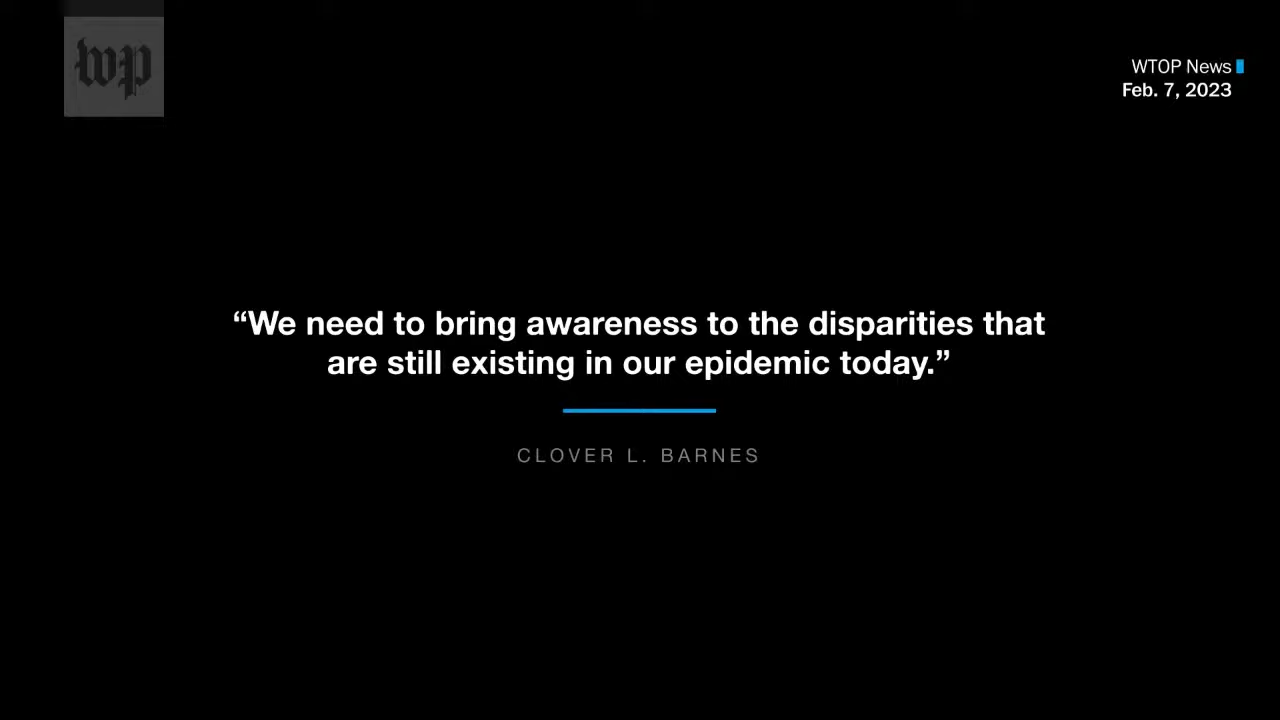 wp
WTOP News
Feb. 7, 2023
“We need to bring awareness to the disparities that
are still existing in our epidemic today.”
CLOVER L. BARNES